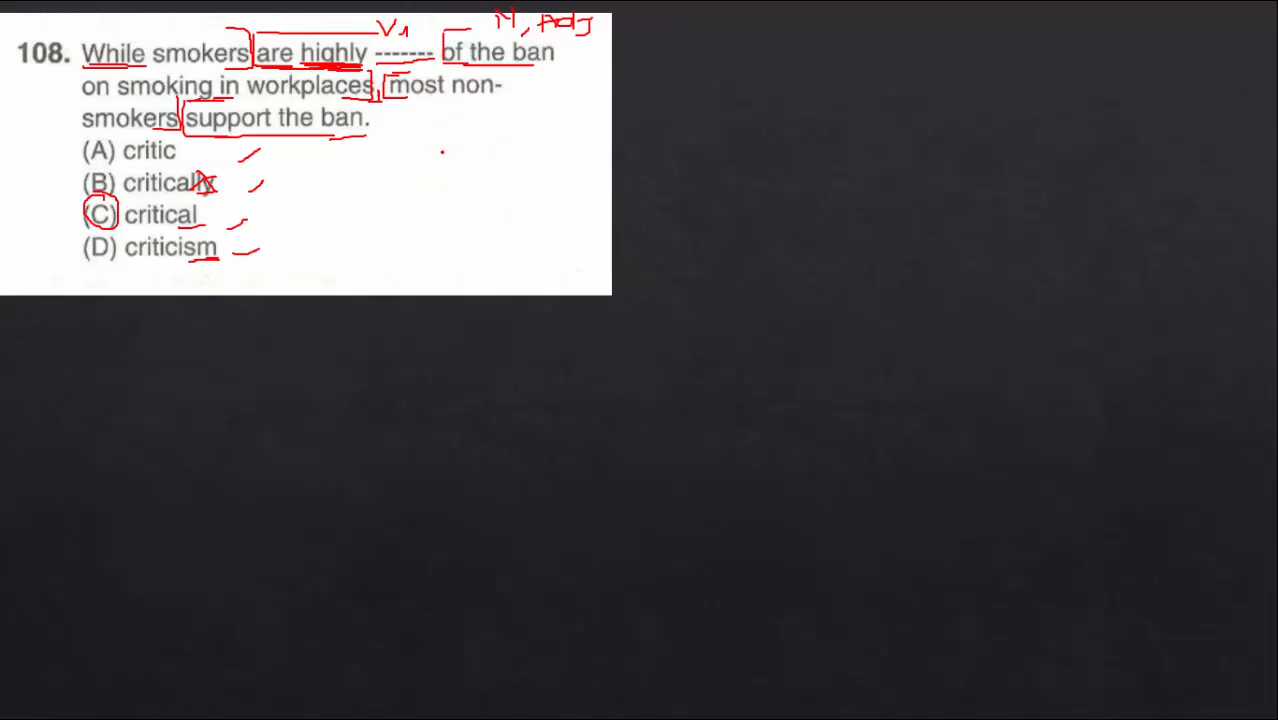 V1
N, Adj
108. While smokers are highly ------- of the ban
on smoking in workplaces, most non-
smokers support the ban.
(A) critic
(B) critically
(C) critical
(D) criticism